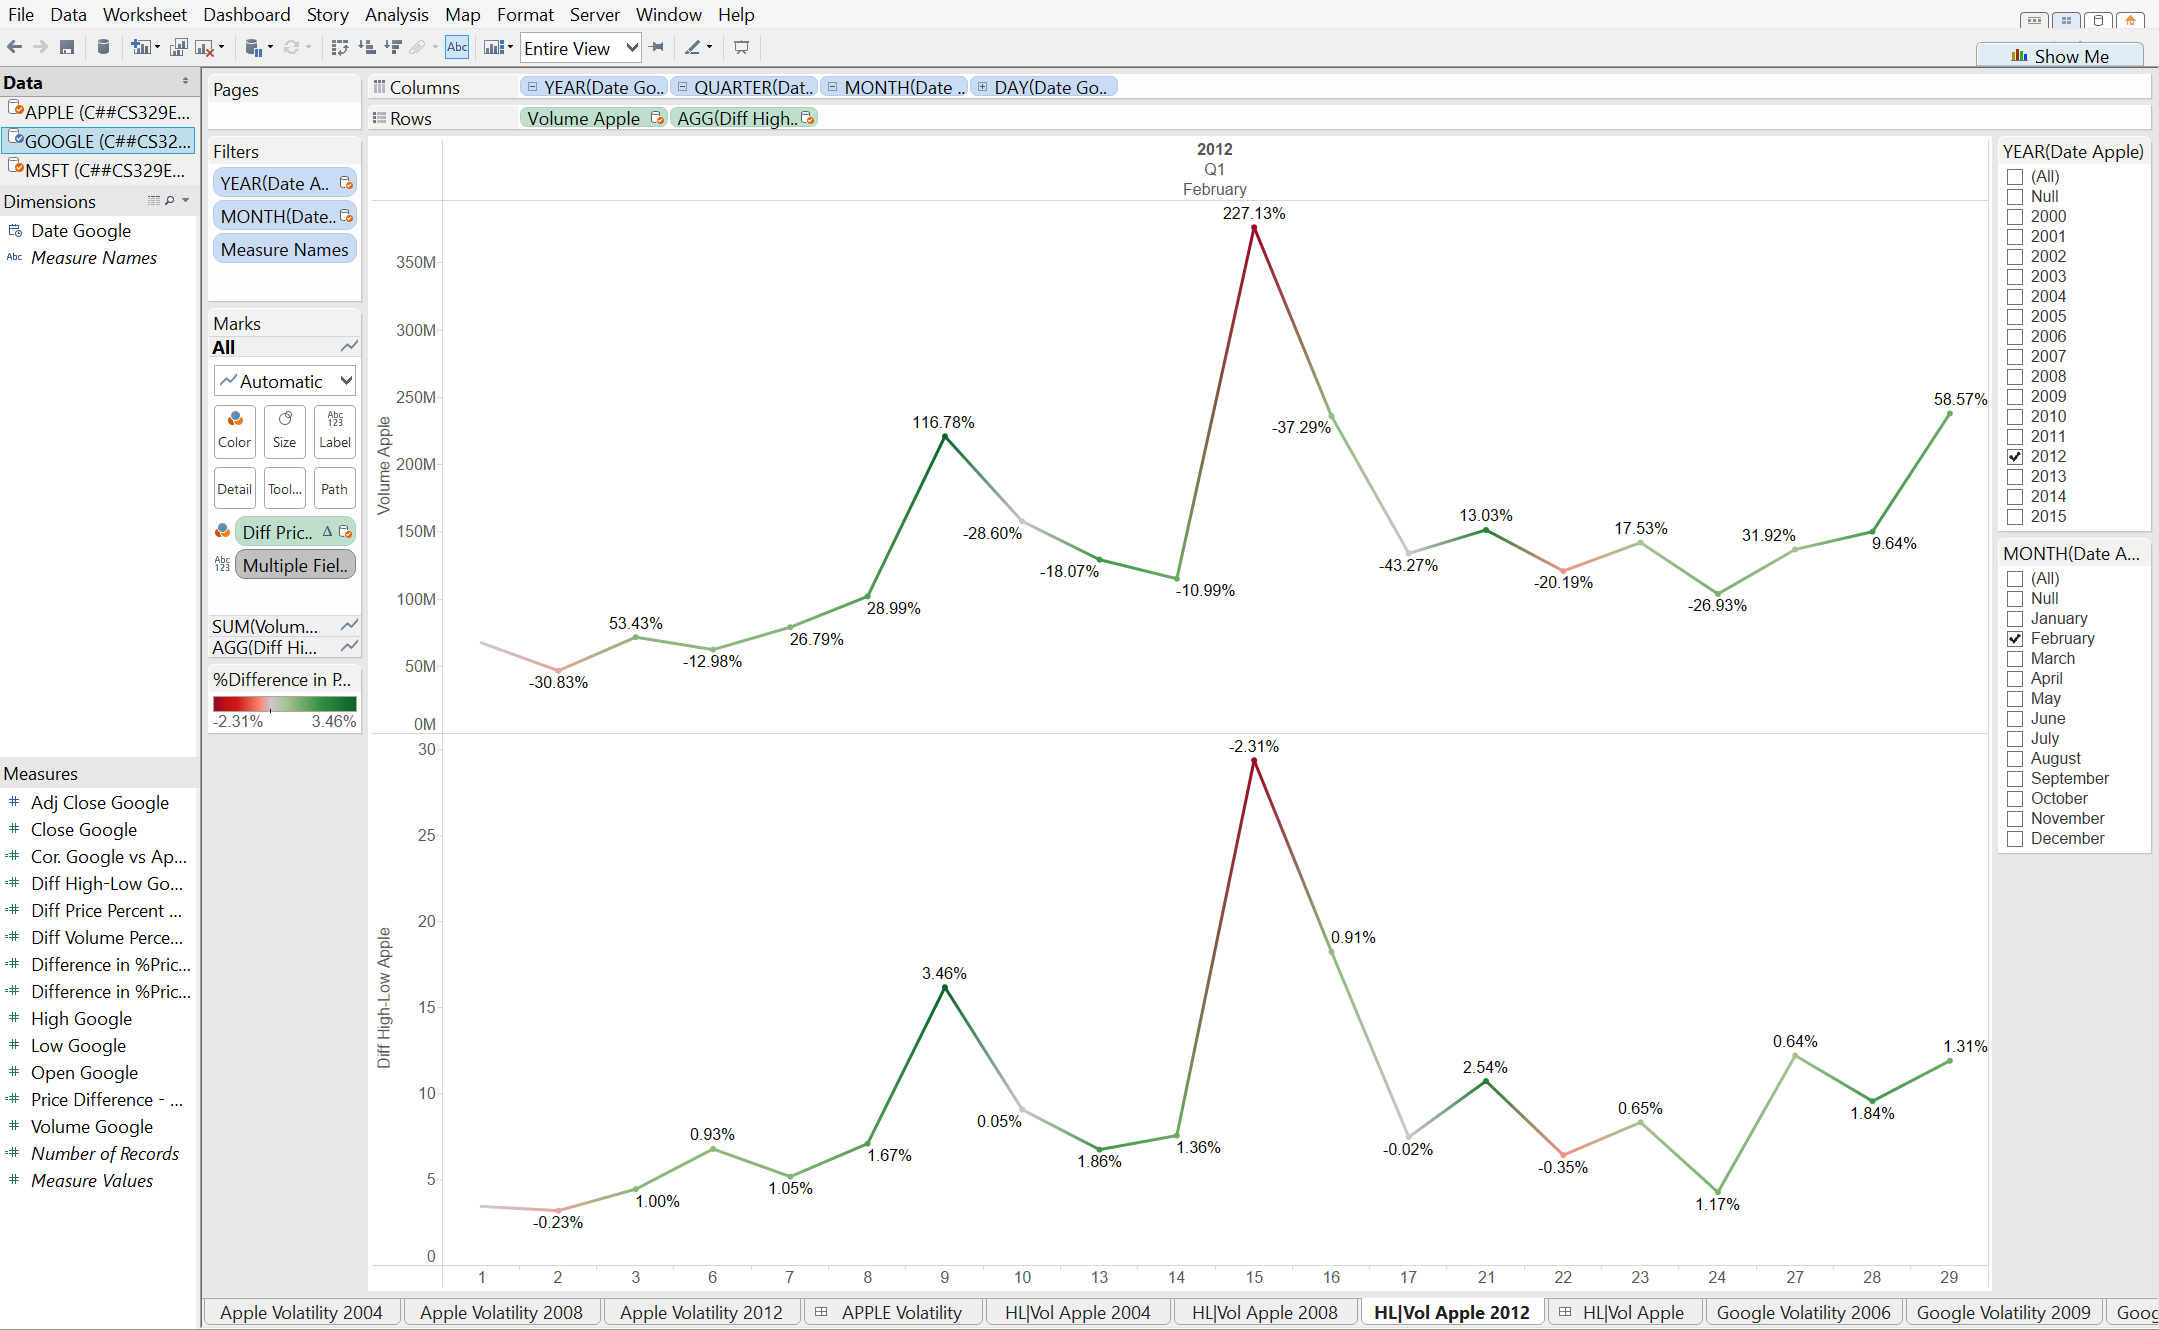 File Data Worksheet Dashboard Story Analysis Map Format Server Window Help
Abc Entire View
Show Me
Data
APPLE (C##CS329E...
GOOGLE (C##CS32...
MSFT (C##CS329E...
Dimensions
Date Google
Abc Measure Names
Measures
Adj Close Google
Close Google
Cor. Google vs Ap...
Diff High-Low Go...
Diff Price Percent ...
Diff Volume Perce...
Difference in %Pric...
Difference in %Pric...
High Google
Low Google
Open Google
Price Difference - ...
Volume Google
Number of Records
Measure Values
Pages
Filters
YEAR(Date A..
MONTH(Date..
Measure Names
Marks
All
Automatic
Color
Size
Abc
123
Label
Detail
Tool...
Path
Diff Pric.. Δ
Abc
123
Multiple Fiel..
SUM(Volum...
AGG(Diff Hi...
%Difference in P...
-2.31% 3.46%
Columns YEAR(Date Go.. QUARTER(Dat.. MONTH(Date .. DAY(Date Go..
Rows Volume Apple AGG(Diff High..
2012
Q1
February
Volume Apple
350M
300M
250M
200M
150M
100M
50M
0M
-30.83%
53.43%
-12.98%
26.79%
28.99%
116.78%
-28.60%
-18.07%
-10.99%
227.13%
-37.29%
-43.27%
13.03%
-20.19%
17.53%
-26.93%
31.92%
9.64%
58.57%
Diff High-Low Apple
30
25
20
15
10
5
0
-0.23%
1.00%
0.93%
1.05%
1.67%
3.46%
0.05%
1.86%
1.36%
-2.31%
0.91%
-0.02%
2.54%
-0.35%
0.65%
1.17%
0.64%
1.84%
1.31%
1 2 3 6 7 8 9 10 13 14 15 16 17 21 22 23 24 27 28 29
YEAR(Date Apple)
(All)
Null
2000
2001
2002
2003
2004
2005
2006
2007
2008
2009
2010
2011
2012
2013
2014
2015
MONTH(Date A...
(All)
Null
January
February
March
April
May
June
July
August
September
October
November
December
Apple Volatility 2004 Apple Volatility 2008 Apple Volatility 2012 APPLE Volatility HL|Vol Apple 2004 HL|Vol Apple 2008 HL|Vol Apple 2012 HL|Vol Apple Google Volatility 2006 Google Volatility 2009 Goog